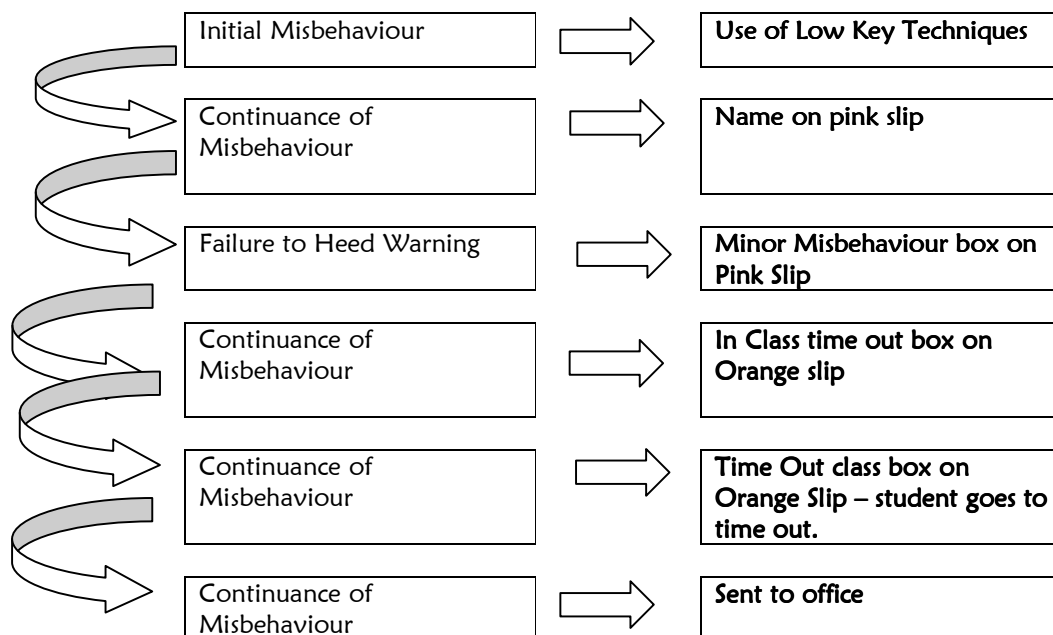 Initial Misbehaviour
Use of Low Key Techniques
Continuance of
Misbehaviour
Name on pink slip
Failure to Heed Warning
Minor Misbehaviour box on
Pink Slip
Continuance of
Misbehaviour
In Class time out box on
Orange slip
Continuance of
Misbehaviour
Time Out class box on
Orange Slip – student goes to
time out.
Continuance of
Misbehaviour
Sent to office